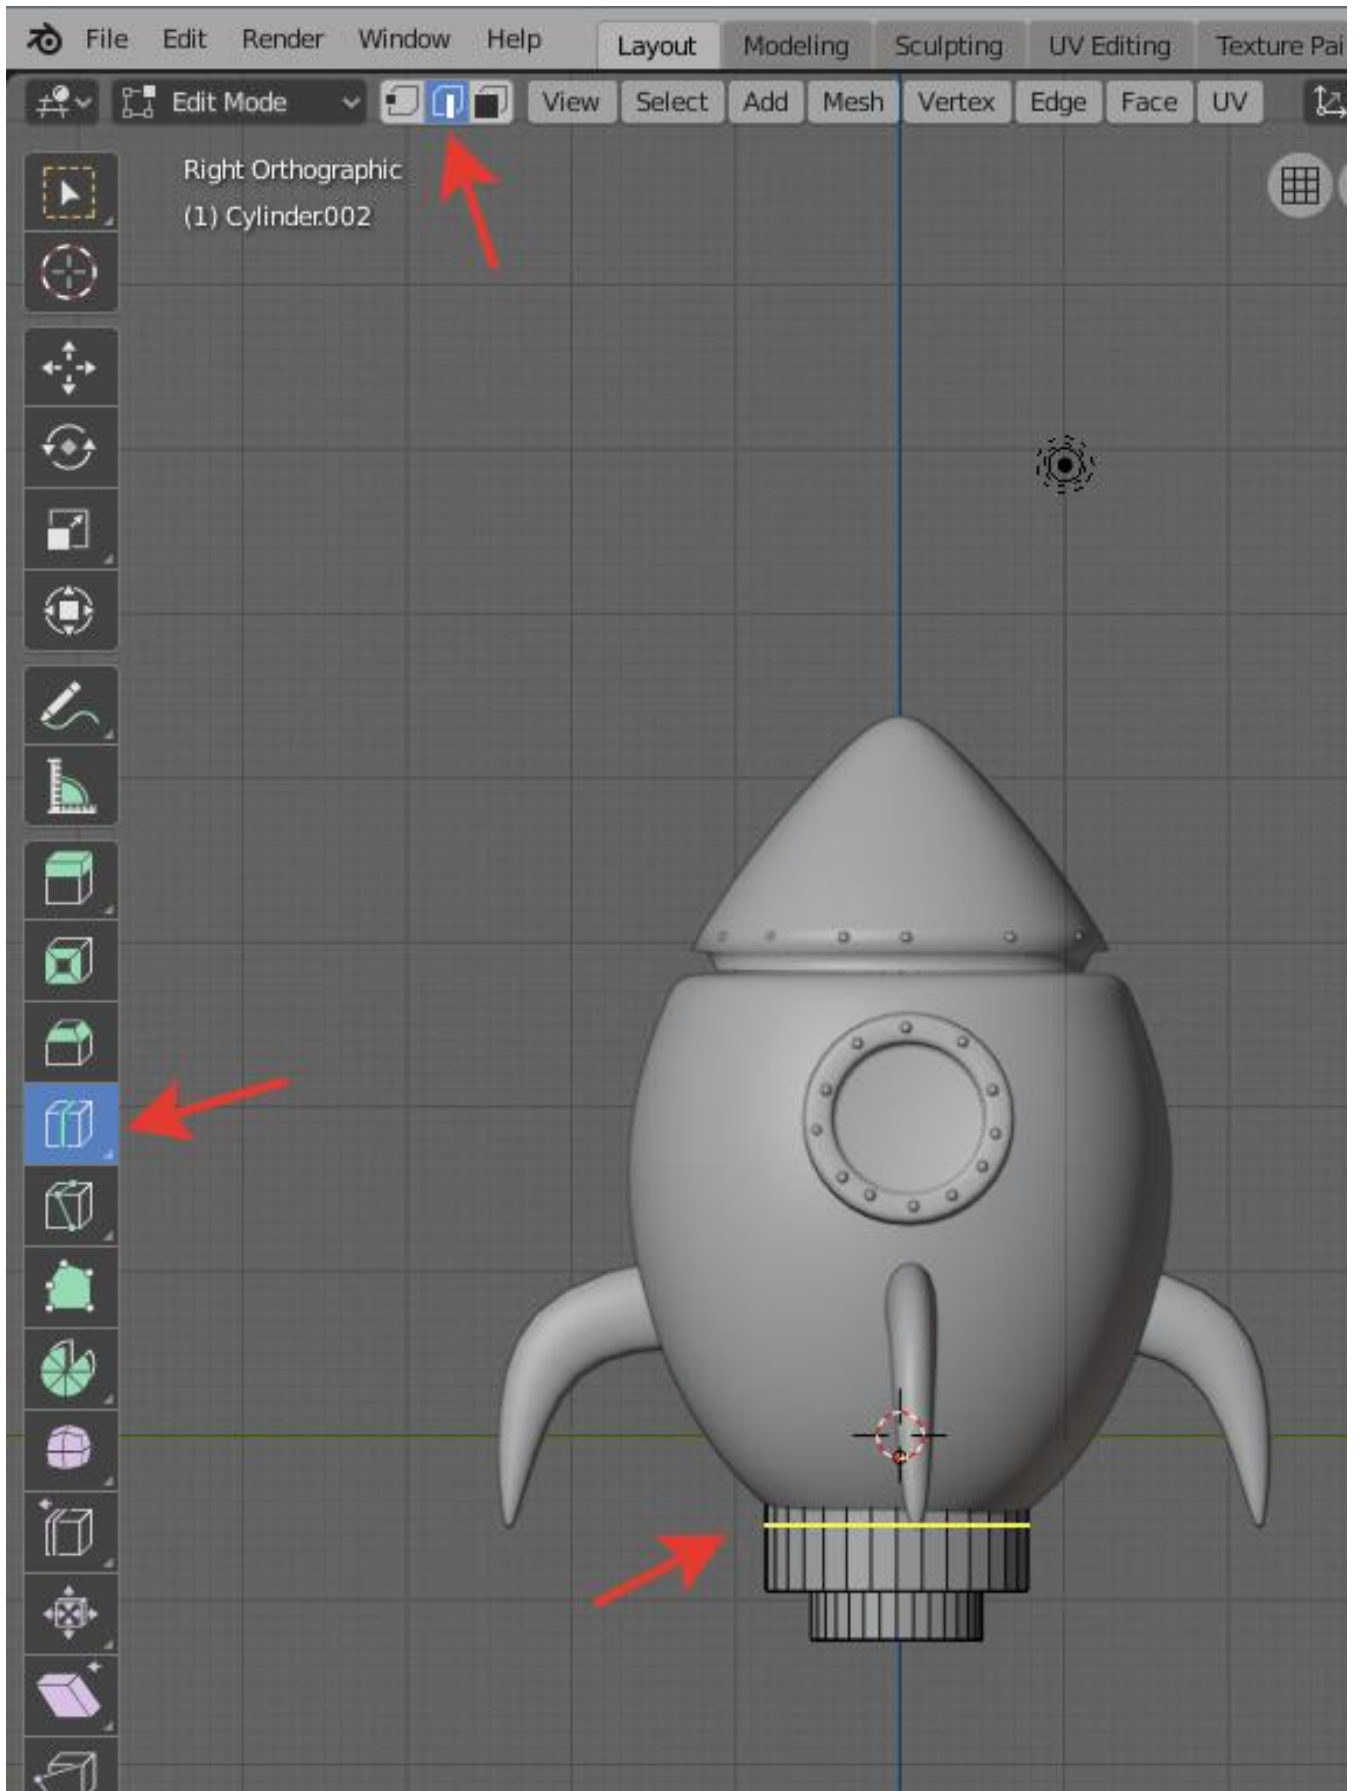 File Edit Render Window Help Layout Modeling Sculpting UV Editing Texture Pai
Edit Mode View Select Add Mesh Vertex Edge Face UV
Right Orthographic
(1) Cylinder.002